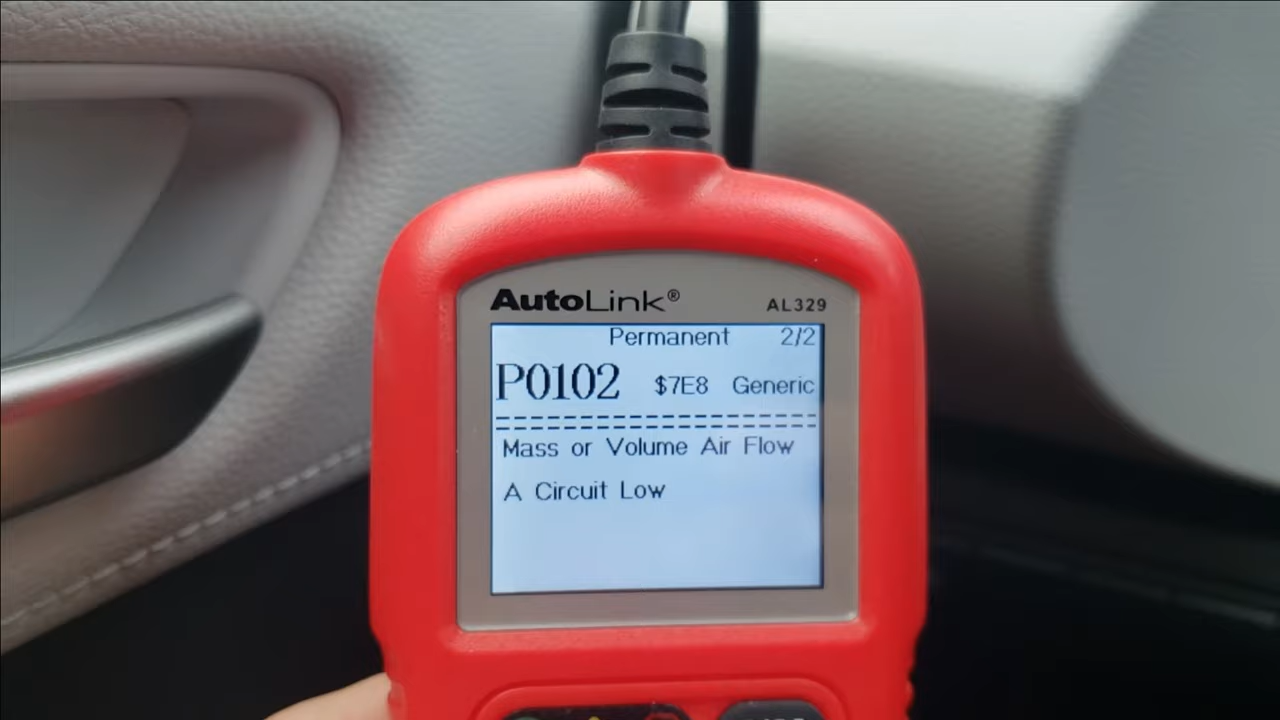 AutoLink®
AL329
Permanent 2/2
P0102 $7E8 Generic
Mass or Volume Air Flow
A Circuit Low